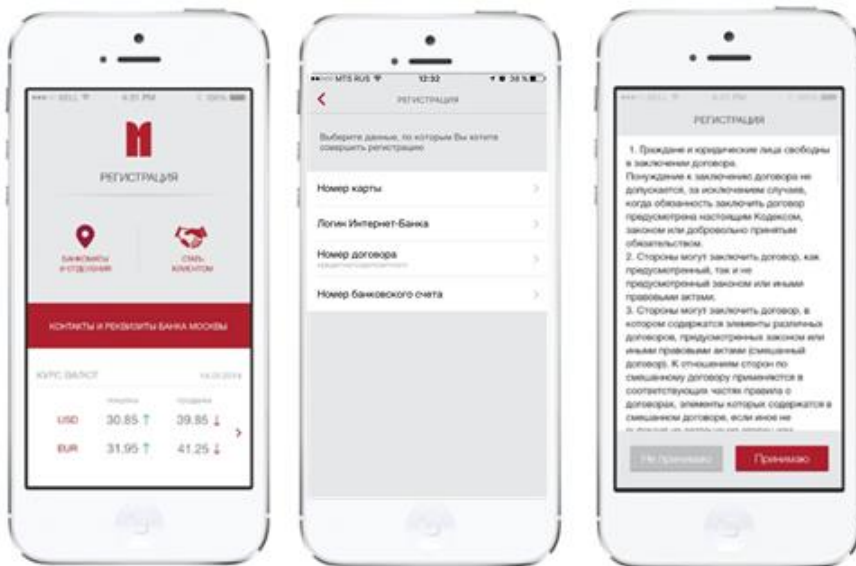 4:21 PM
РЕГИСТРАЦИЯ
БАНКОМАТЫ
И ОТДЕЛЕНИЯ
СТАТЬ
КЛИЕНТОМ
КОНТАКТЫ И РЕКВИЗИТЫ БАНКА МОСКВЫ
КУРС ВАЛЮТ
покупка продажа
USD 30.85 39.85
EUR 31.95 41.25
MTS RUS 12:32 38 %
РЕГИСТРАЦИЯ
Выберите данные, по которым Вы хотите
совершить регистрацию
Номер карты
Логин Интернет-Банка
Номер договора
Номер банковского счета
РЕГИСТРАЦИЯ
1. Граждане и юридические лица свободны
в заключении договора.
Понуждение к заключению договора не
допускается, за исключением случаев,
когда обязанность заключить договор
предусмотрена настоящим Кодексом,
законом или добровольно принятым
обязательством.
2. Стороны могут заключить договор, как
предусмотренный, так и не
предусмотренный законом или иными
правовыми актами.
3. Стороны могут заключить договор, в
котором содержатся элементы различных
договоров, предусмотренных законом или
иными правовыми актами (смешанный
договор). К отношениям сторон по
смешанному договору применяются в
соответствующих частях правила о
договорах, элементы которых содержатся в
смешанном договоре, если иное не
Не принимаю Принимаю